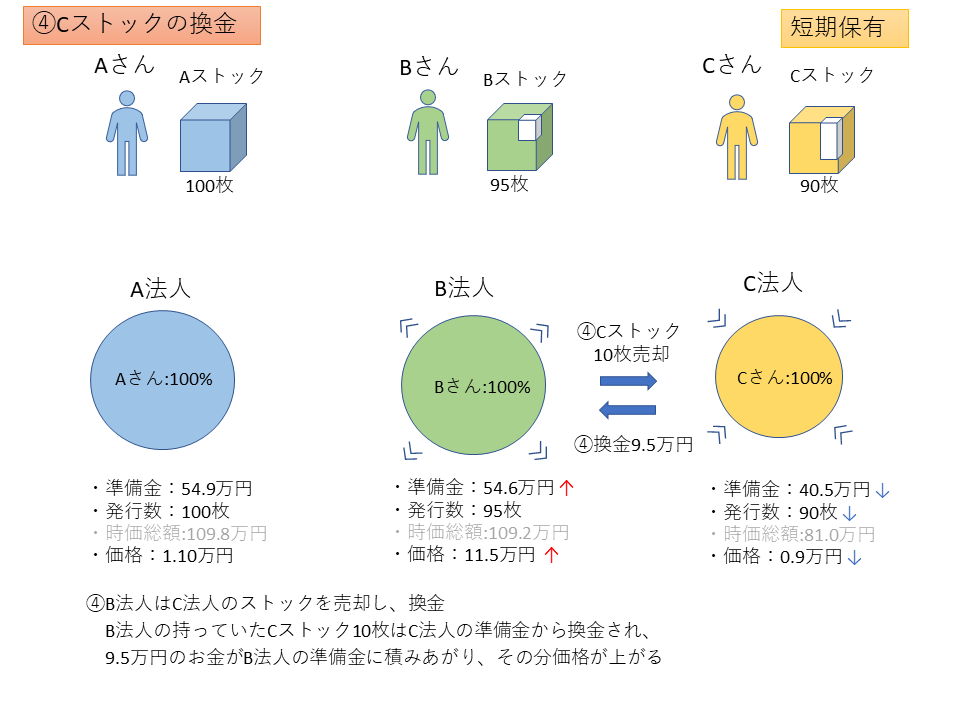 ④Cストックの換金
短期保有
Aさん
Aストック
100枚
Bさん
Bストック
95枚
Cさん
Cストック
90枚
A法人
Aさん:100%
B法人
Bさん:100%
④Cストック
10枚売却
④換金9.5万円
C法人
Cさん:100%
・準備金：54.9万円
・発行数：100枚
・時価総額:109.8万円
・価格：1.10万円
・準備金：54.6万円↑
・発行数：95枚
・時価総額:109.2万円
・価格：11.5万円 ↑
・準備金：40.5万円↓
・発行数：90枚↓
・時価総額:81.0万円
・価格：0.9万円↓
④B法人はC法人のストックを売却し、換金
B法人の持っていたCストック10枚はC法人の準備金から換金され、
9.5万円のお金がB法人の準備金に積みあがり、その分価格が上がる